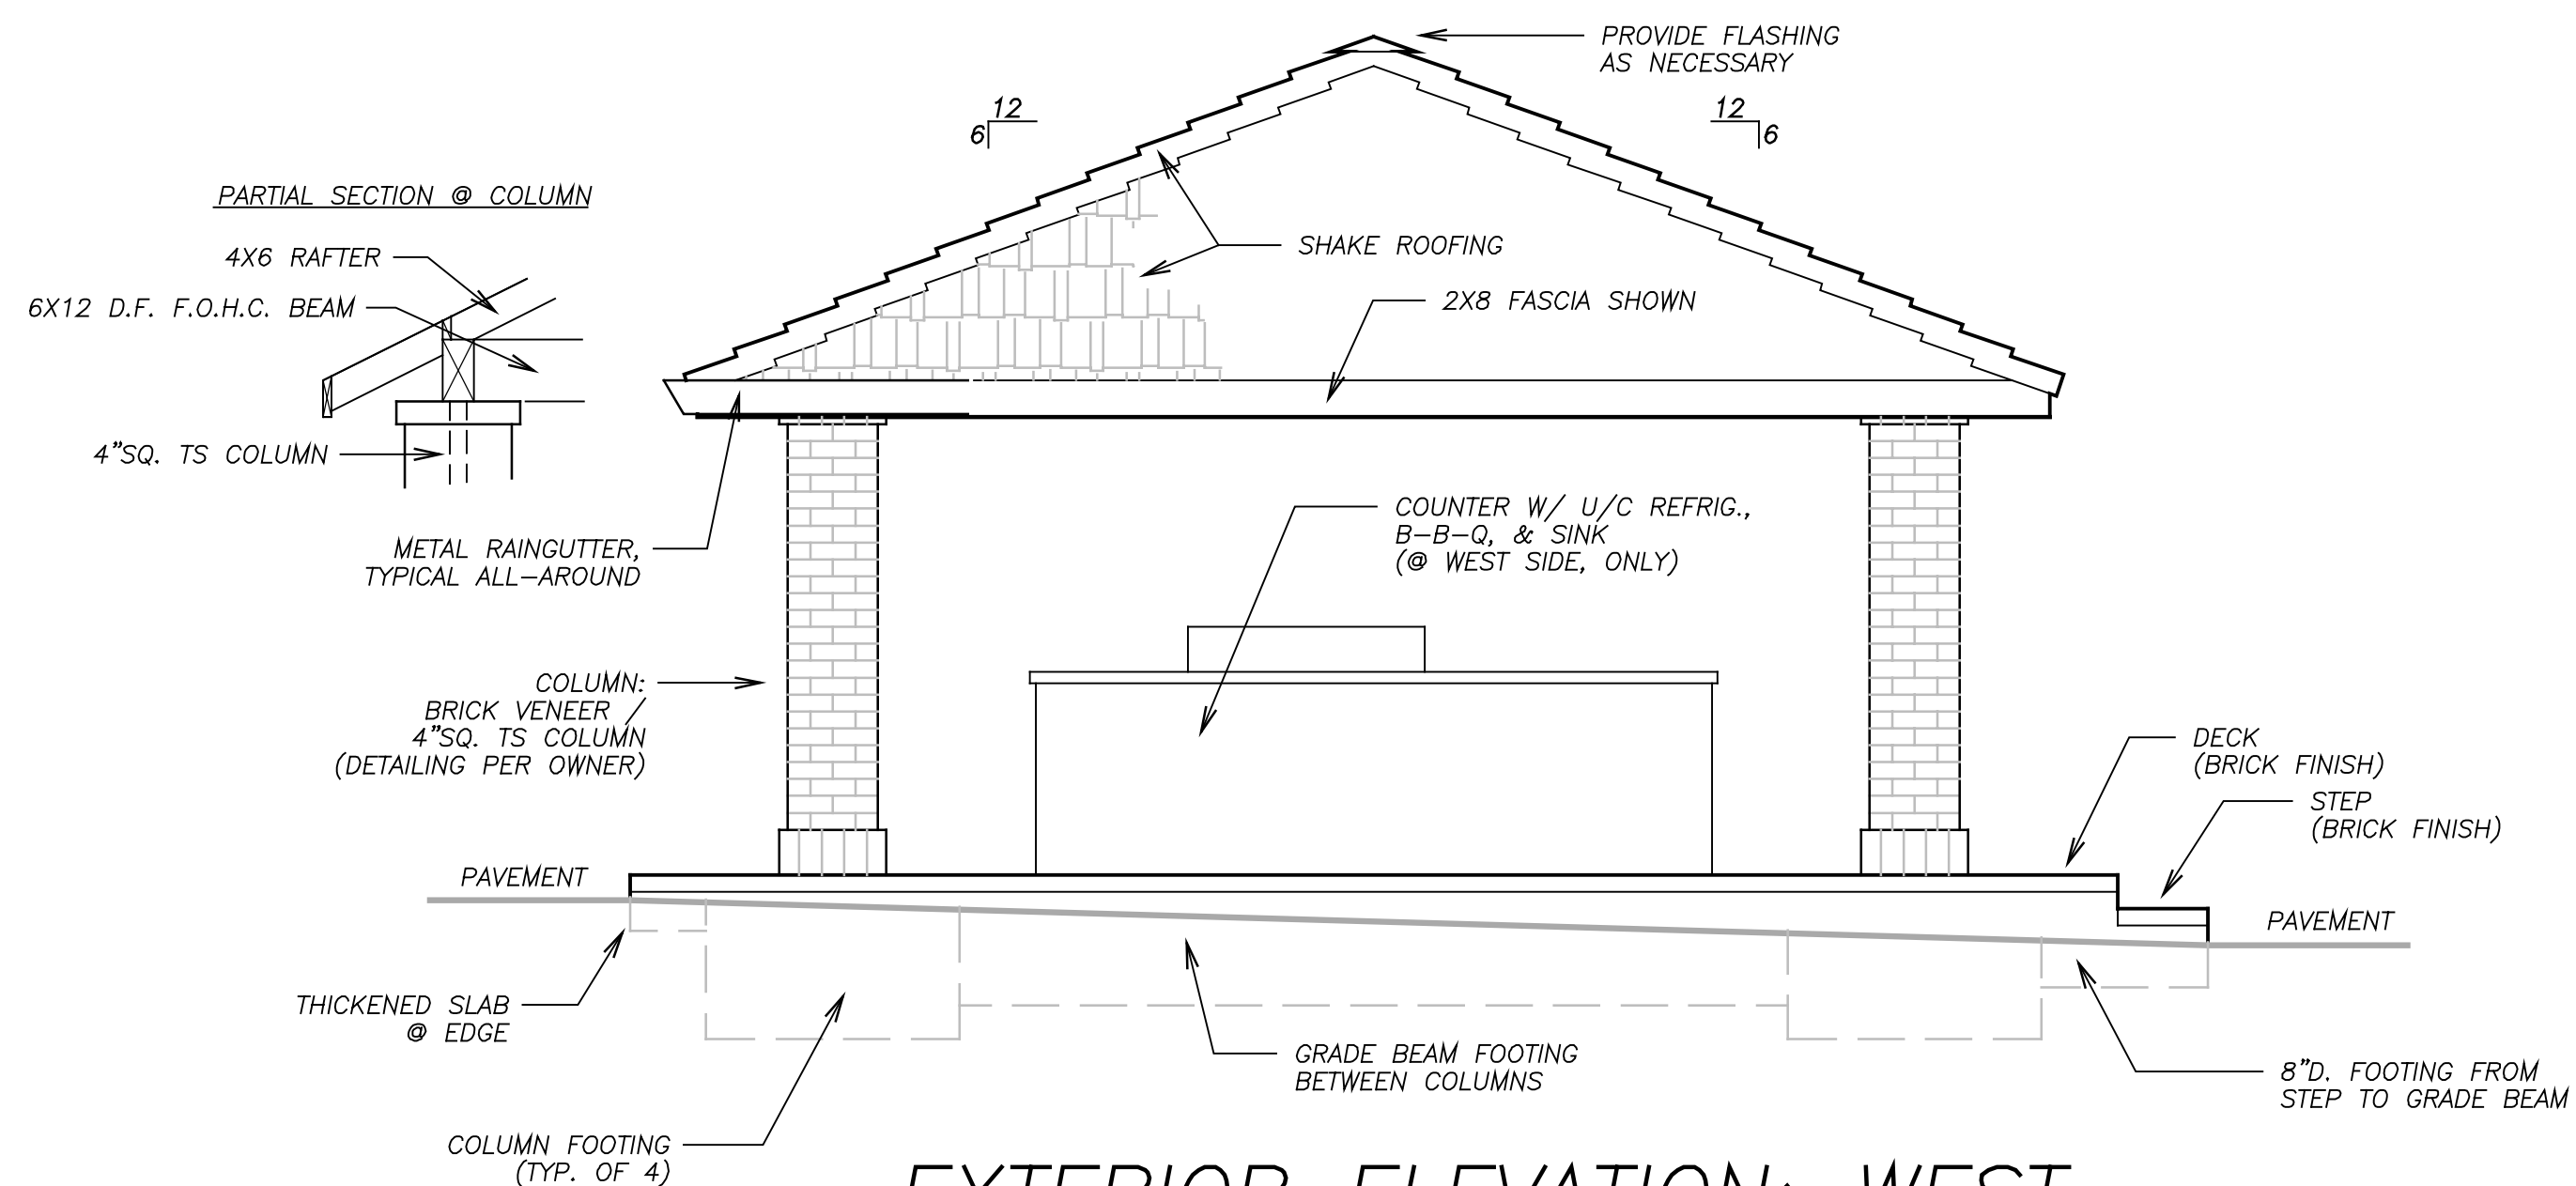 PROVIDE FLASHING
AS NECESSARY
12
6
12
6
PARTIAL SECTION @ COLUMN
4X6 RAFTER
SHAKE ROOFING
6X12 D.F. F.O.H.C. BEAM
2X8 FASCIA SHOWN
4"SQ. TS COLUMN
METAL RAINGUTTER,
TYPICAL ALL-AROUND
COUNTER W/ U/C REFRIG.,
B-B-Q, & SINK
(@ WEST SIDE, ONLY)
COLUMN:
BRICK VENEER /
4"SQ. TS COLUMN
(DETAILING PER OWNER)
DECK
(BRICK FINISH)
STEP
(BRICK FINISH)
PAVEMENT
PAVEMENT
THICKENED SLAB
@ EDGE
GRADE BEAM FOOTING
BETWEEN COLUMNS
8"D. FOOTING FROM
STEP TO GRADE BEAM
COLUMN FOOTING
(TYP. OF 4)
EXTERIOR ELEVATION: WEST